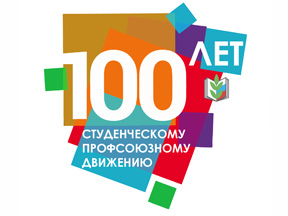 100 ЛЕТ
СТУДЕНЧЕСКОМУ
ПРОФСОЮЗНОМУ
ДВИЖЕНИЮ